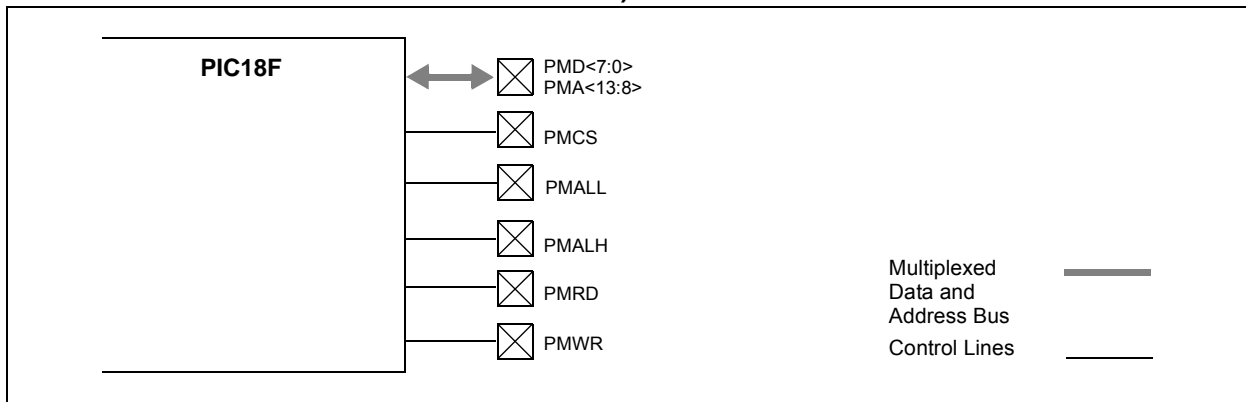 PIC18F
PMD<7:0>
PMA<13:8>
PMCS
PMALL
PMALH
PMRD
PMWR
Multiplexed
Data and
Address Bus
Control Lines